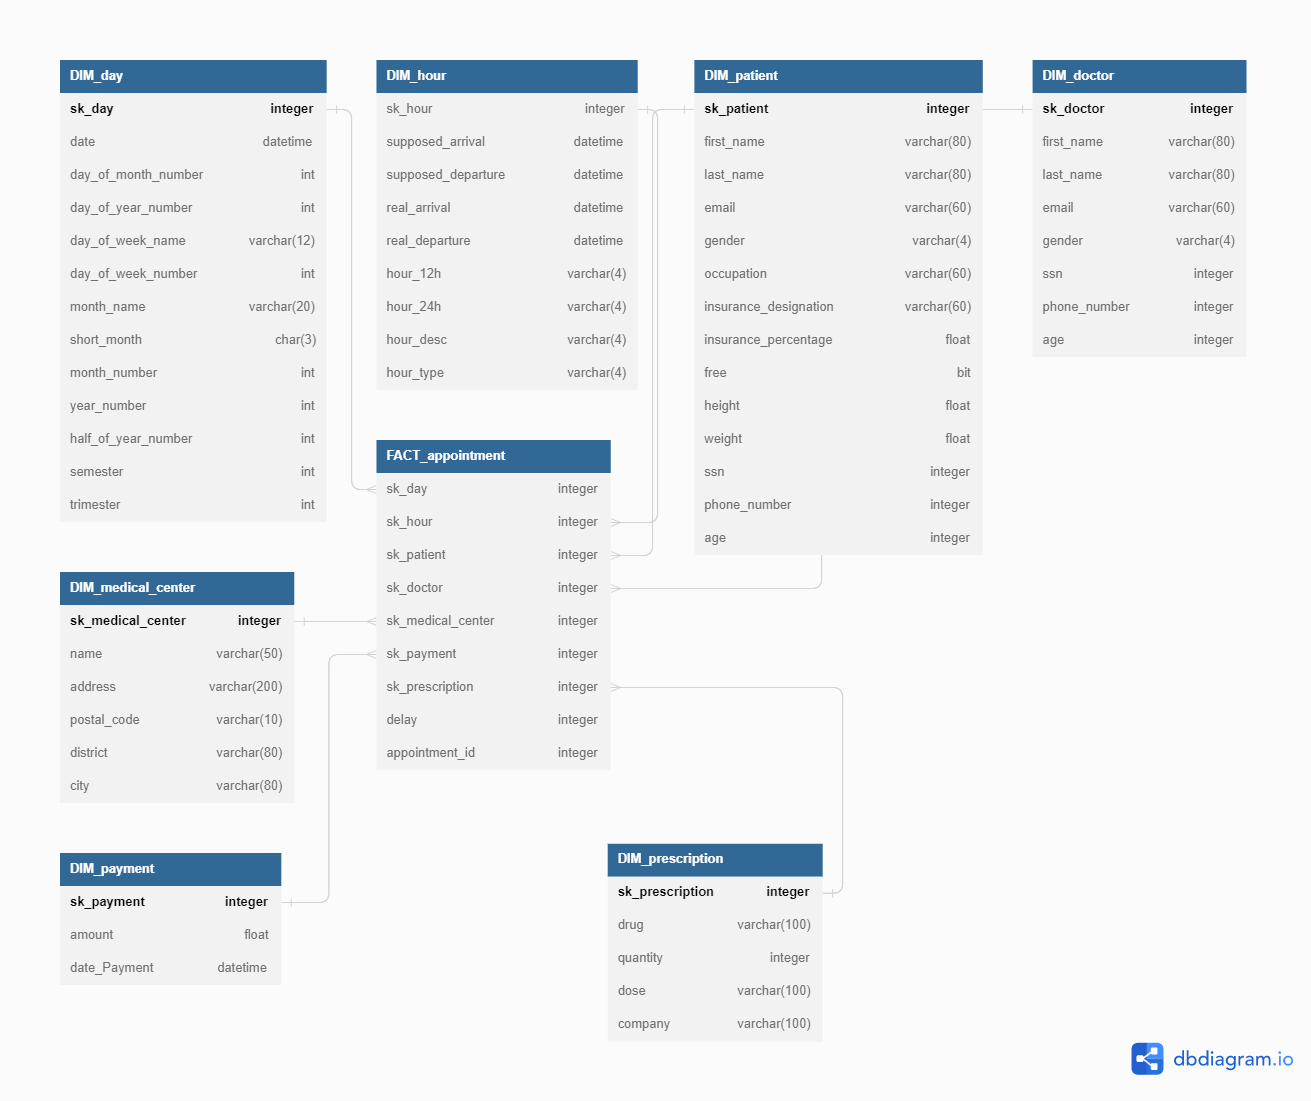 DIM_day
sk_day integer
date datetime
day_of_month_number int
day_of_year_number int
day_of_week_name varchar(12)
day_of_week_number int
month_name varchar(20)
short_month char(3)
month_number int
year_number int
half_of_year_number int
semester int
trimester int
DIM_hour
sk_hour integer
supposed_arrival datetime
supposed_departure datetime
real_arrival datetime
real_departure datetime
hour_12h varchar(4)
hour_24h varchar(4)
hour_desc varchar(4)
hour_type varchar(4)
DIM_patient
sk_patient integer
first_name varchar(80)
last_name varchar(80)
email varchar(60)
gender varchar(4)
occupation varchar(60)
insurance_designation varchar(60)
insurance_percentage float
free bit
height float
weight float
ssn integer
phone_number integer
age integer
DIM_doctor
sk_doctor integer
first_name varchar(80)
last_name varchar(80)
email varchar(60)
gender varchar(4)
ssn integer
phone_number integer
age integer
FACT_appointment
sk_day integer
sk_hour integer
sk_patient integer
sk_doctor integer
sk_medical_center integer
sk_payment integer
sk_prescription integer
delay integer
appointment_id integer
DIM_medical_center
sk_medical_center integer
name varchar(50)
address varchar(200)
postal_code varchar(10)
district varchar(80)
city varchar(80)
DIM_payment
sk_payment integer
amount float
date_Payment datetime
DIM_prescription
sk_prescription integer
drug varchar(100)
quantity integer
dose varchar(100)
company varchar(100)
dbdiagram.io